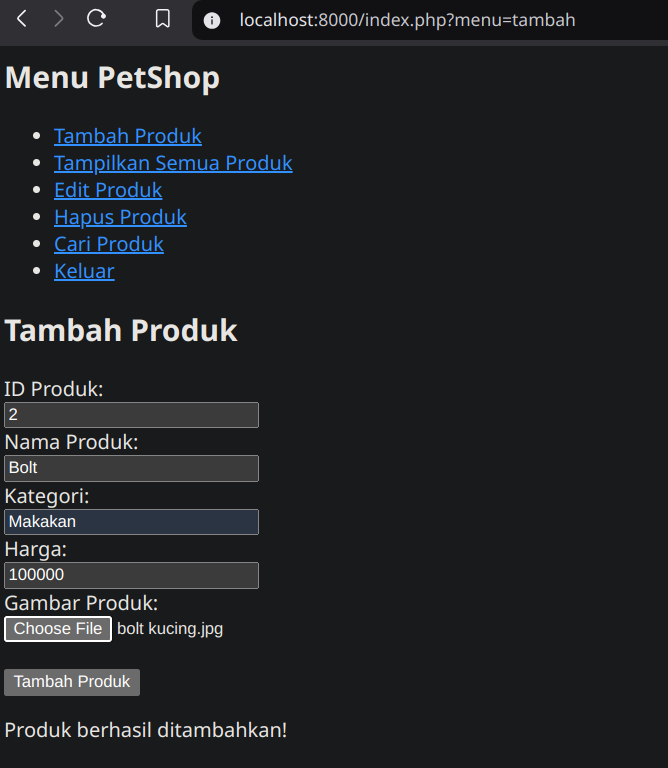 localhost:8000/index.php?menu=tambah
Menu PetShop
Tambah Produk
Tampilkan Semua Produk
Edit Produk
Hapus Produk
Cari Produk
Keluar
Tambah Produk
ID Produk:
2
Nama Produk:
Bolt
Kategori:
Makakan
Harga:
100000
Gambar Produk:
Choose File bolt kucing.jpg
Tambah Produk
Produk berhasil ditambahkan!